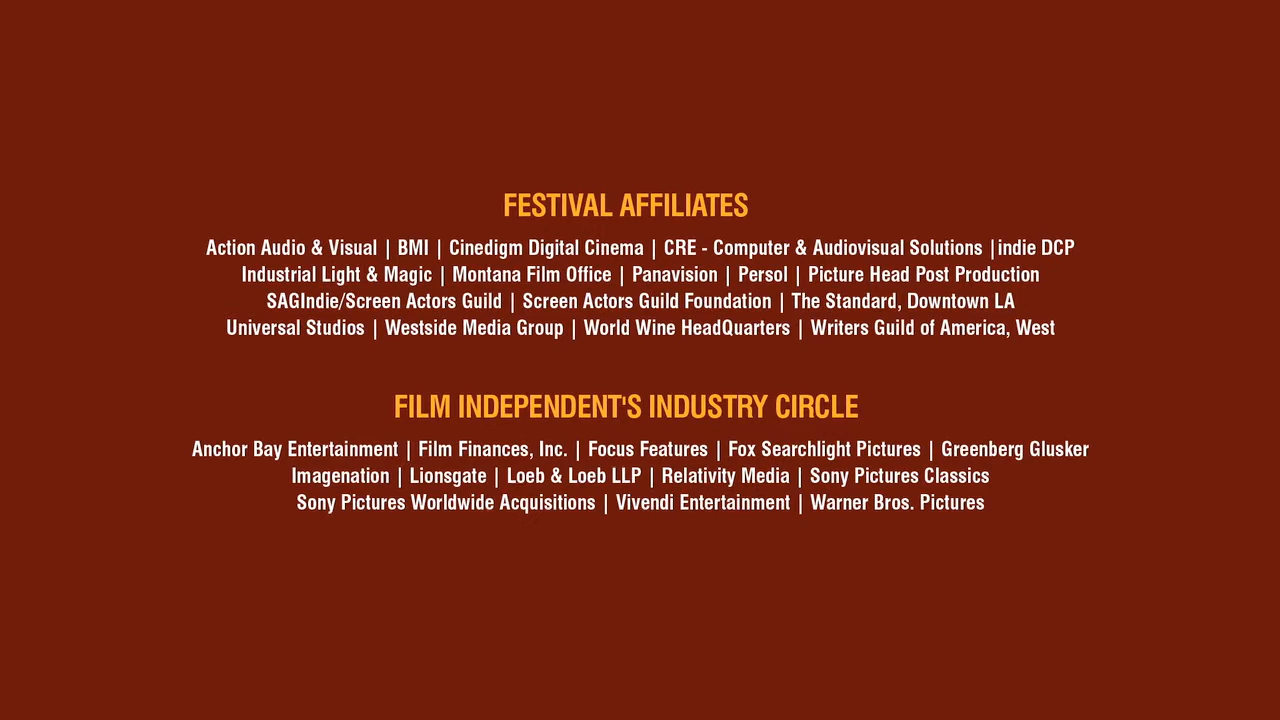 FESTIVAL AFFILIATES
Action Audio & Visual | BMI | Cinedigm Digital Cinema | CRE - Computer & Audiovisual Solutions |indie DCP
Industrial Light & Magic | Montana Film Office | Panavision | Persol | Picture Head Post Production
SAGIndie/Screen Actors Guild | Screen Actors Guild Foundation | The Standard, Downtown LA
Universal Studios | Westside Media Group | World Wine HeadQuarters | Writers Guild of America, West
FILM INDEPENDENT'S INDUSTRY CIRCLE
Anchor Bay Entertainment | Film Finances, Inc. | Focus Features | Fox Searchlight Pictures | Greenberg Glusker
Imagenation | Lionsgate | Loeb & Loeb LLP | Relativity Media | Sony Pictures Classics
Sony Pictures Worldwide Acquisitions | Vivendi Entertainment | Warner Bros. Pictures